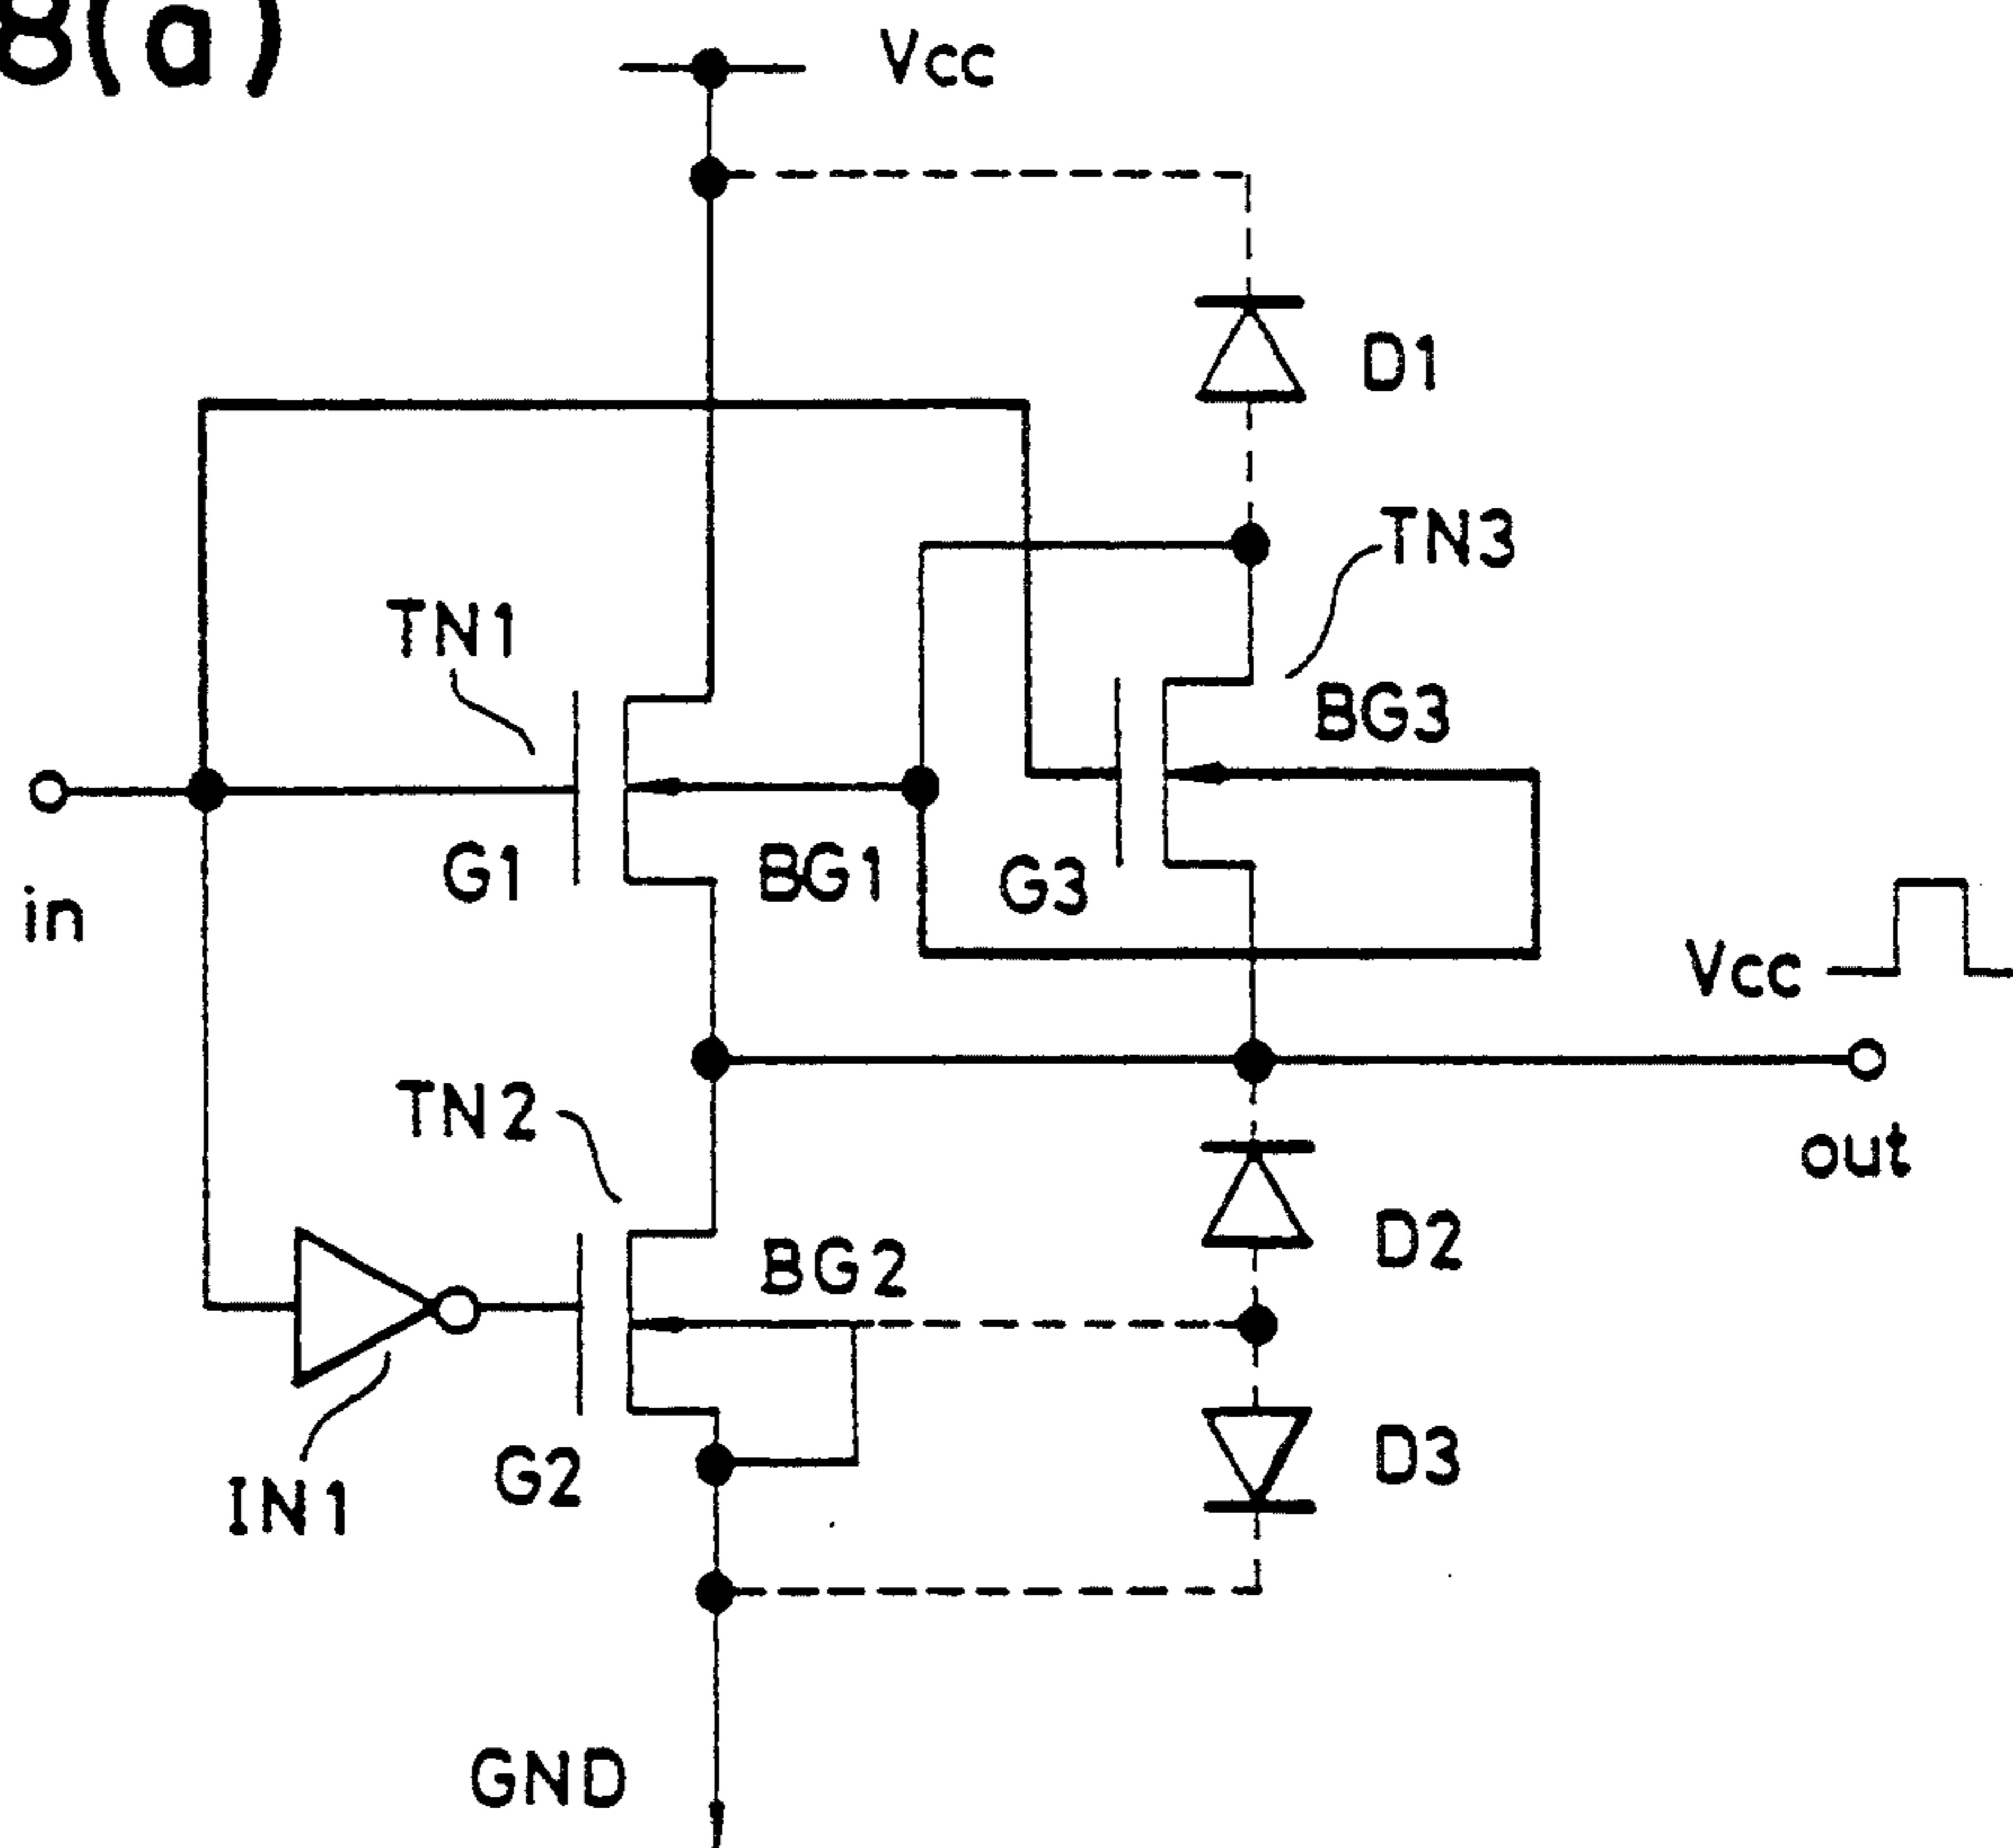 8(a)
Vcc
D1
TN3
TN1
BG3
G1
BG1
G3
in
Vcc
TN2
out
BG2
D2
G2
D3
IN1
GND